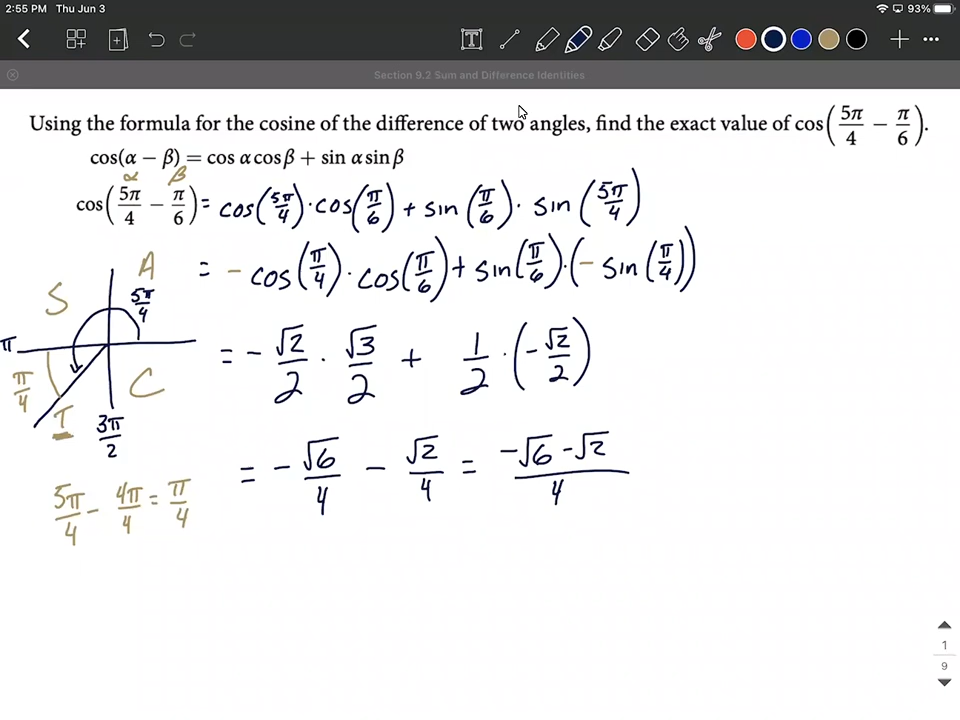 2:55 PM Thu Jun 3 93%
Section 9.2 Sum and Difference Identities
Using the formula for the cosine of the difference of two angles, find the exact value of cos(5π/4 − π/6).
cos(α − β) = cos α cos β + sin α sin β
α β
cos(5π/4 − π/6) = cos(5π/4) · cos(π/6) + sin(π/6) · sin(5π/4)
= − cos(π/4) · cos(π/6) + sin(π/6) · (− sin(π/4))
S A
5π/4
π
π/4 T C
3π/2
= − √2/2 · √3/2 + 1/2 · (− √2/2)
= − √6/4 − √2/4 = −√6 − √2 / 4
5π/4 − 4π/4 = π/4
1
9